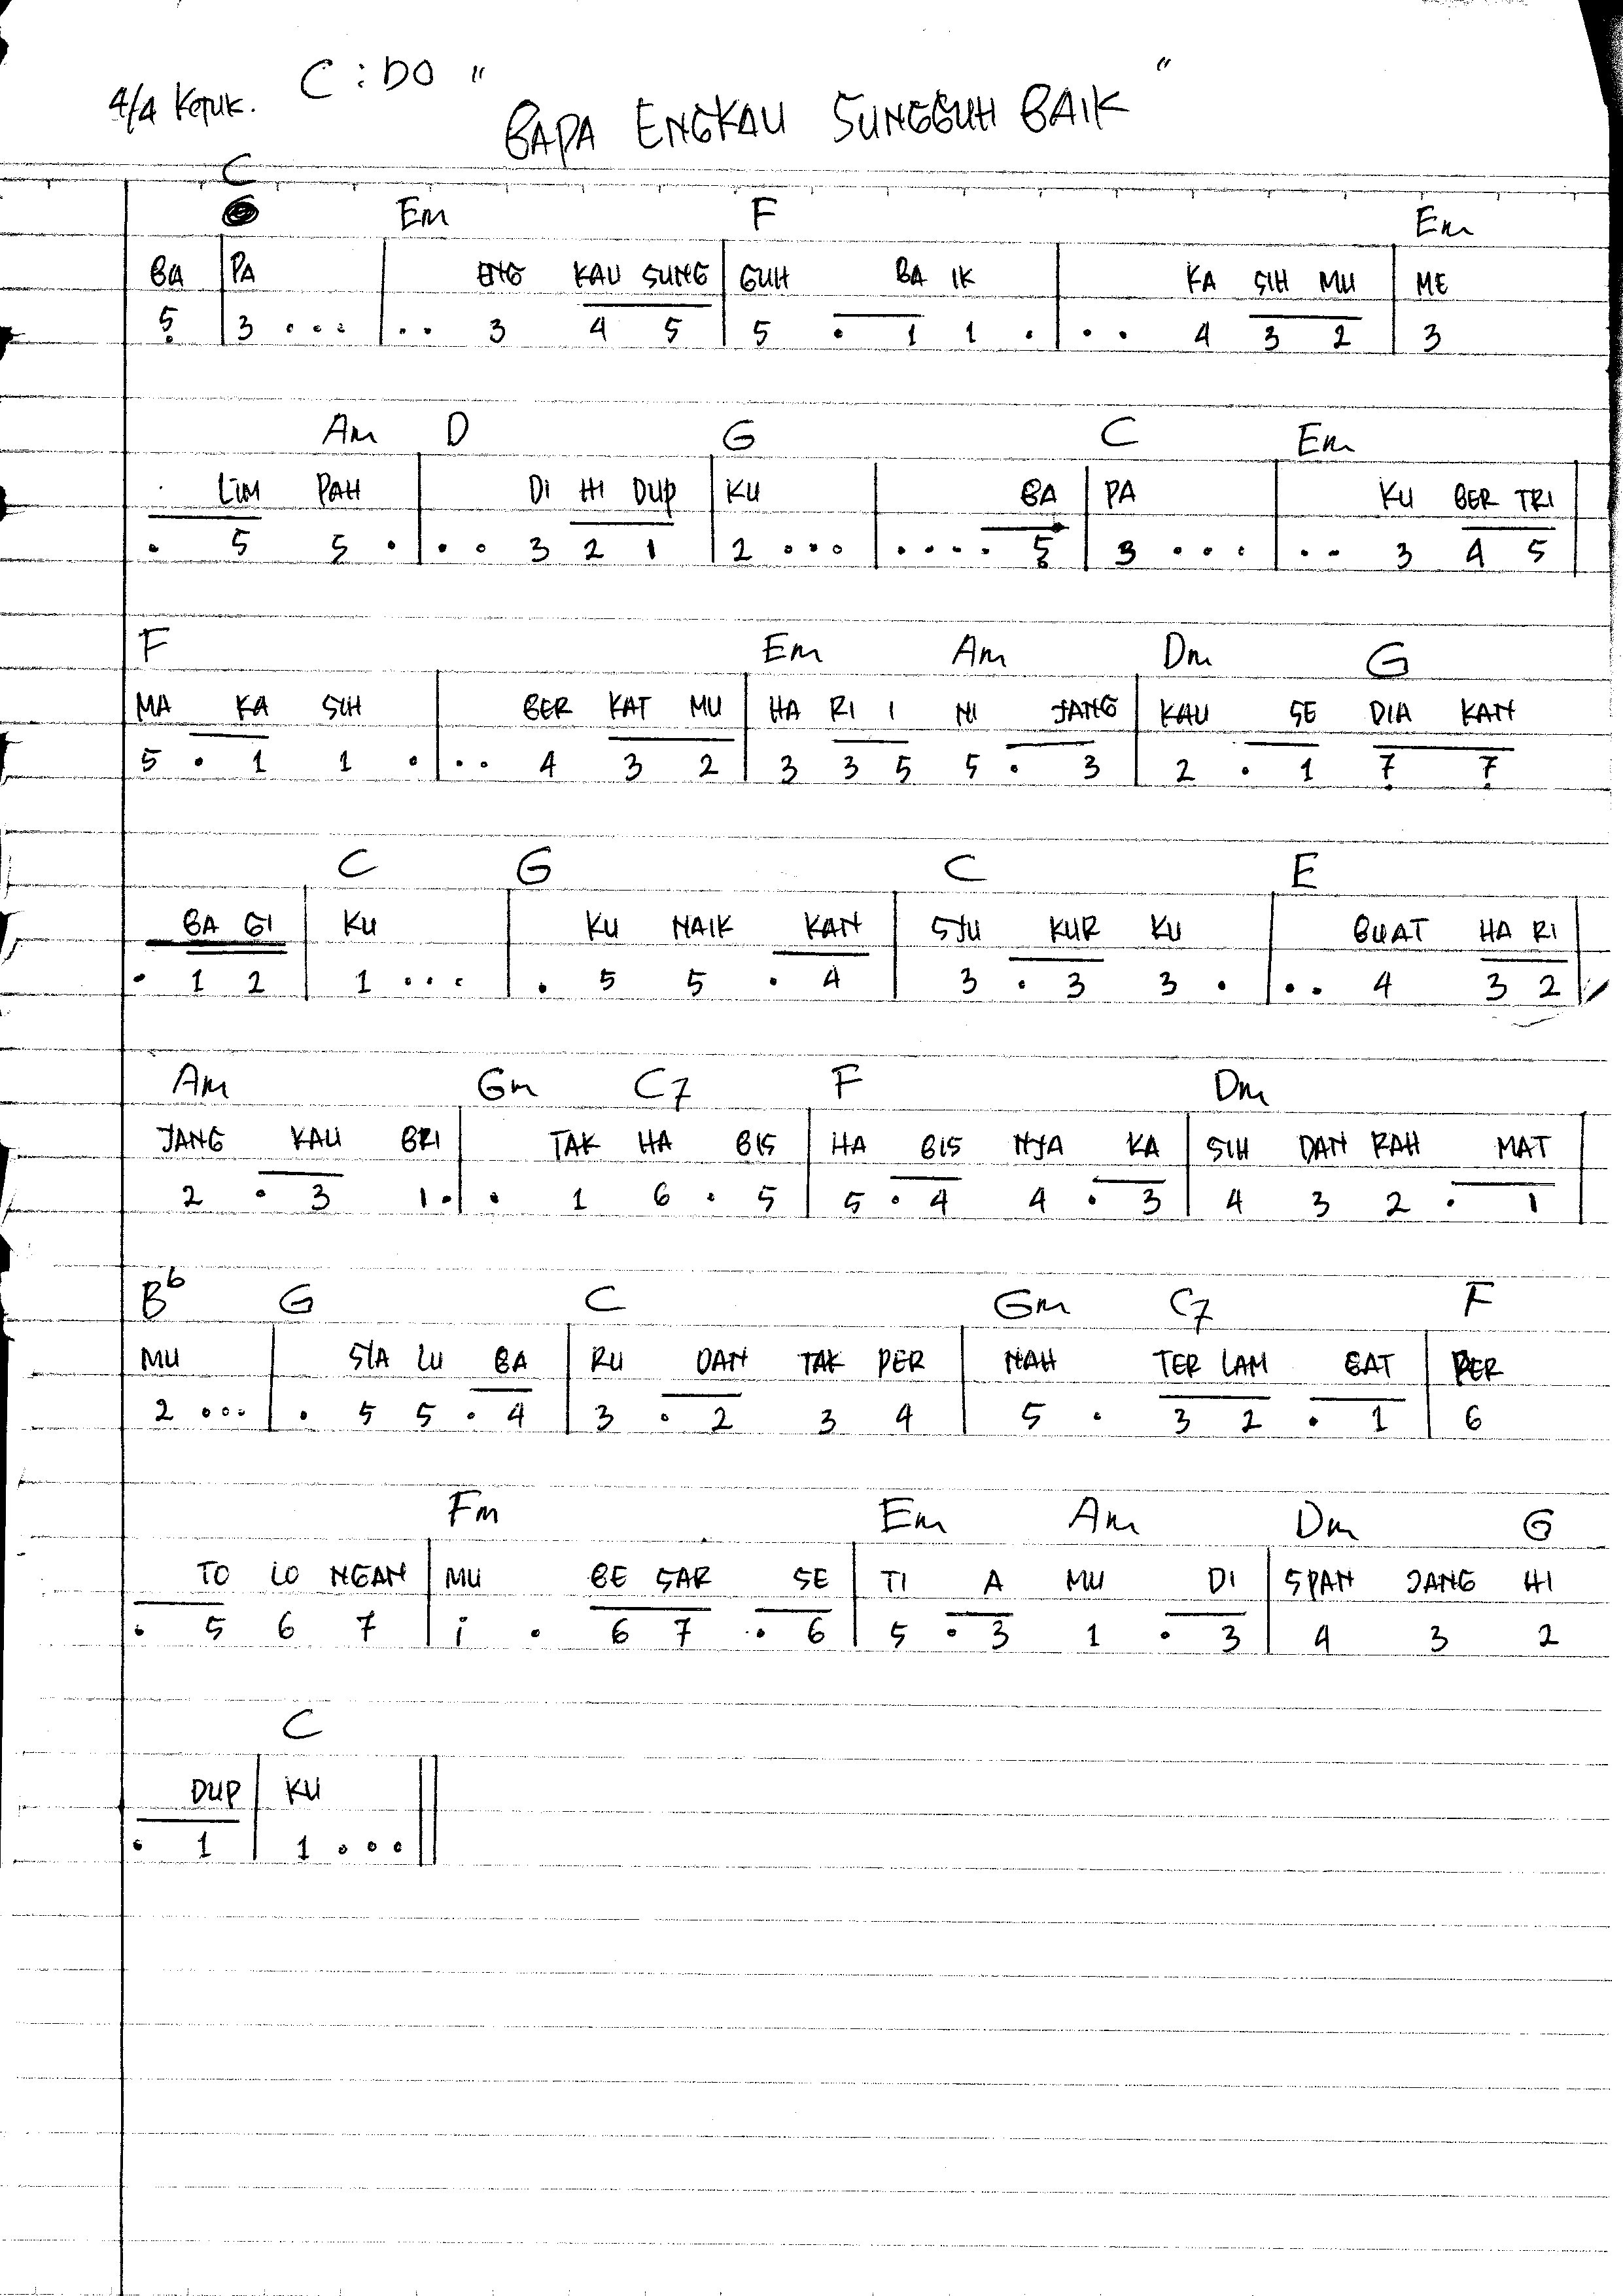 4/4 Ketuk. C : DO "
BAPA ENGKAU SUNGGUH BAIK "
C
Em F Em
BA | PA | ENG KAU SUNG | GUH BA IK | KA SIH MU | ME
5̣ | 3 . . . | . . 3 4 5 | 5 . 1 1 . | . . 4 3 2 | 3
Am D G C Em
LIM PAH | DI HI DUP | KU | BA | PA | KU BER TRI |
. 5 5 . | . . 3 2 1 | 2 . . . | . . . . 5̣ | 3 . . . | . . 3 4 5 |
F Em Am Dm G
MA KA SIH | BER KAT MU | HA RI I NI JANG | KAU SE DIA KAN
5 . 1 1 . | . . 4 3 2 | 3 3 5 5 . 3 | 2 . 1 7̣ 7̣
C G C E
BA GI | KU | KU NAIK KAN | SJU KUR KU | BUAT HA RI |
. 1 2 | 1 . . . | . 5 5 . 4 | 3 . 3 3 . | . . 4 3 2 |
Am Gm C7 F Dm
JANG KAU BRI | TAK HA BIS | HA BIS NJA KA | SIH DAN RAH MAT |
2 . 3 1 . | . 1 6 . 5 | 5 . 4 4 . 3 | 4 3 2 . 1 |
Bb G C Gm C7 F
MU | SLA LU BA | RU DAN TAK PER | NAH TER LAM BAT | PER
2 . . . | . 5 5 . 4 | 3 . 2 3 4 | 5 . 3 2 . 1 | 6
Fm Em Am Dm G
TO LO NGAN | MU BE SAR SE | TI A MU DI | SPAN JANG HI
. 5 6 7 | i . 6 7 . 6 | 5 . 3 1 . 3 | 4 3 2
C
DUP | KU ||
. 1 | 1 . . . ||